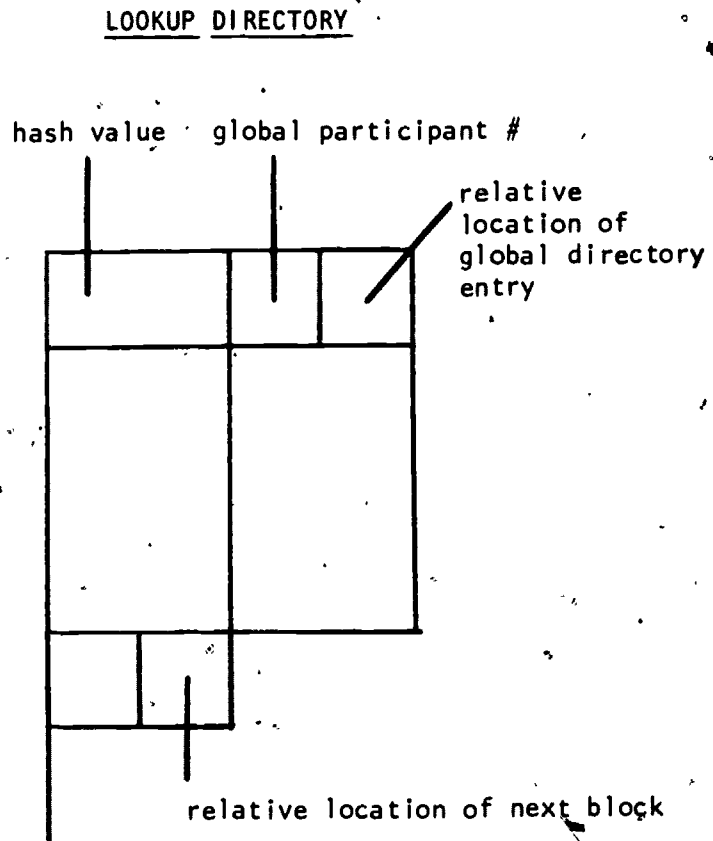 LOOKUP DIRECTORY
hash value global participant #
relative
location of
global directory
entry
relative location of next block